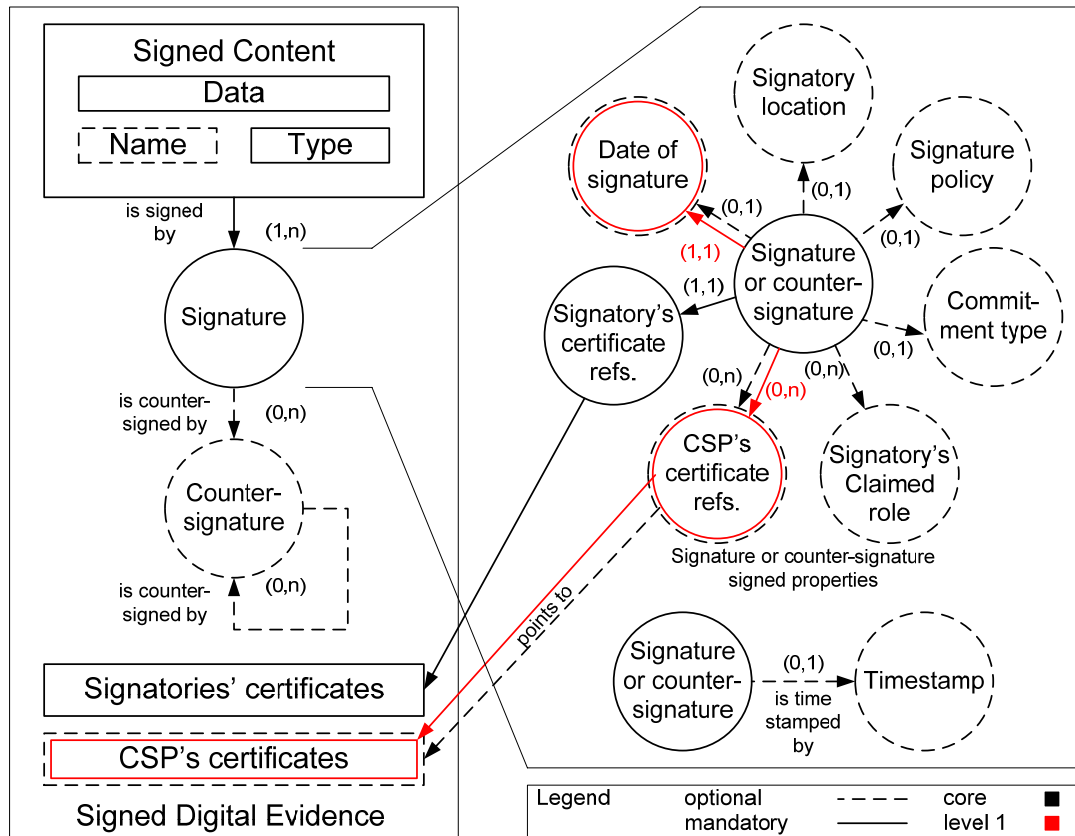 Signed Content
Data
Name
Type
is signed
by
(1,n)
Signature
is counter-
signed by
(0,n)
Counter-
signature
is counter-
signed by
(0,n)
Signatories' certificates
CSP's certificates
Signed Digital Evidence
Signatory
location
Date of
signature
Signature
policy
(0,1)
(0,1)
(0,1)
(1,1)
Signature
or counter-
signature
(1,1)
Signatory's
certificate
refs.
Commit-
ment type
(0,1)
(0,n)
(0,n)
(0,n)
CSP's
certificate
refs.
Signatory's
Claimed
role
Signature or counter-signature
signed properties
points to
Signature
or counter-
signature
(0,1)
is time
stamped
by
Timestamp
Legend
optional
core
mandatory
level 1